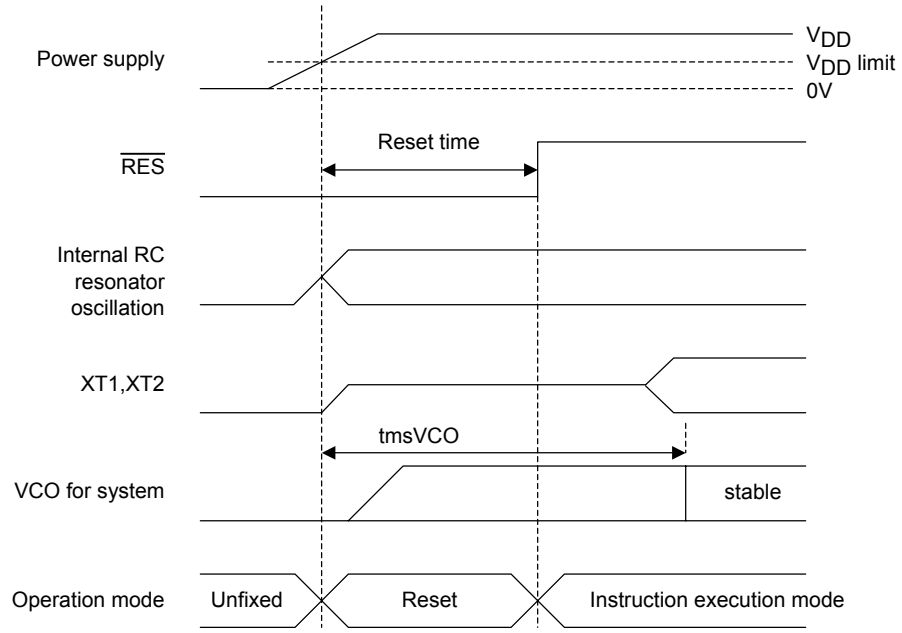 Power supply
VDD
VDD limit
0V
RES
Reset time
Internal RC
resonator
oscillation
XT1,XT2
tmsVCO
VCO for system
stable
Operation mode
Unfixed
Reset
Instruction execution mode